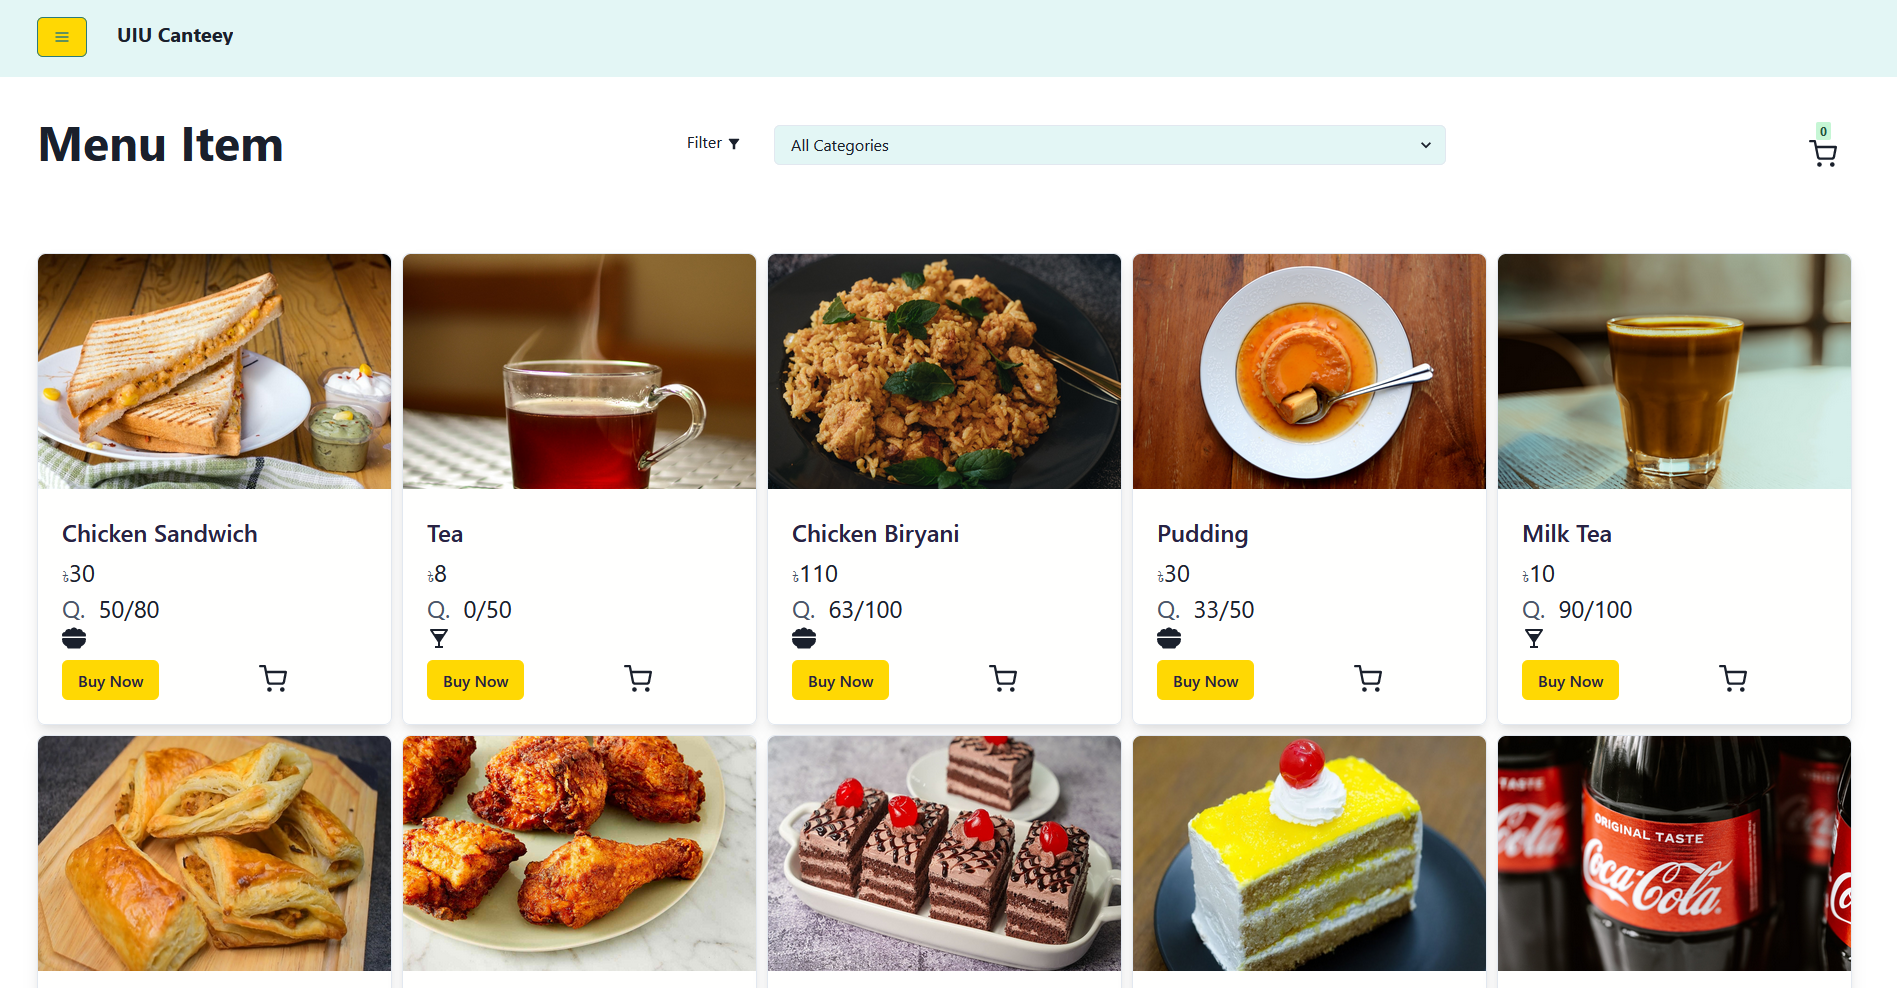 UIU Canteey
Menu Item
Filter
All Categories
0
Chicken Sandwich
৳30
Q. 50/80
Buy Now
Tea
৳8
Q. 0/50
Buy Now
Chicken Biryani
৳110
Q. 63/100
Buy Now
Pudding
৳30
Q. 33/50
Buy Now
Milk Tea
৳10
Q. 90/100
Buy Now
TASTE
ORIGINAL TASTE
Coca-Cola